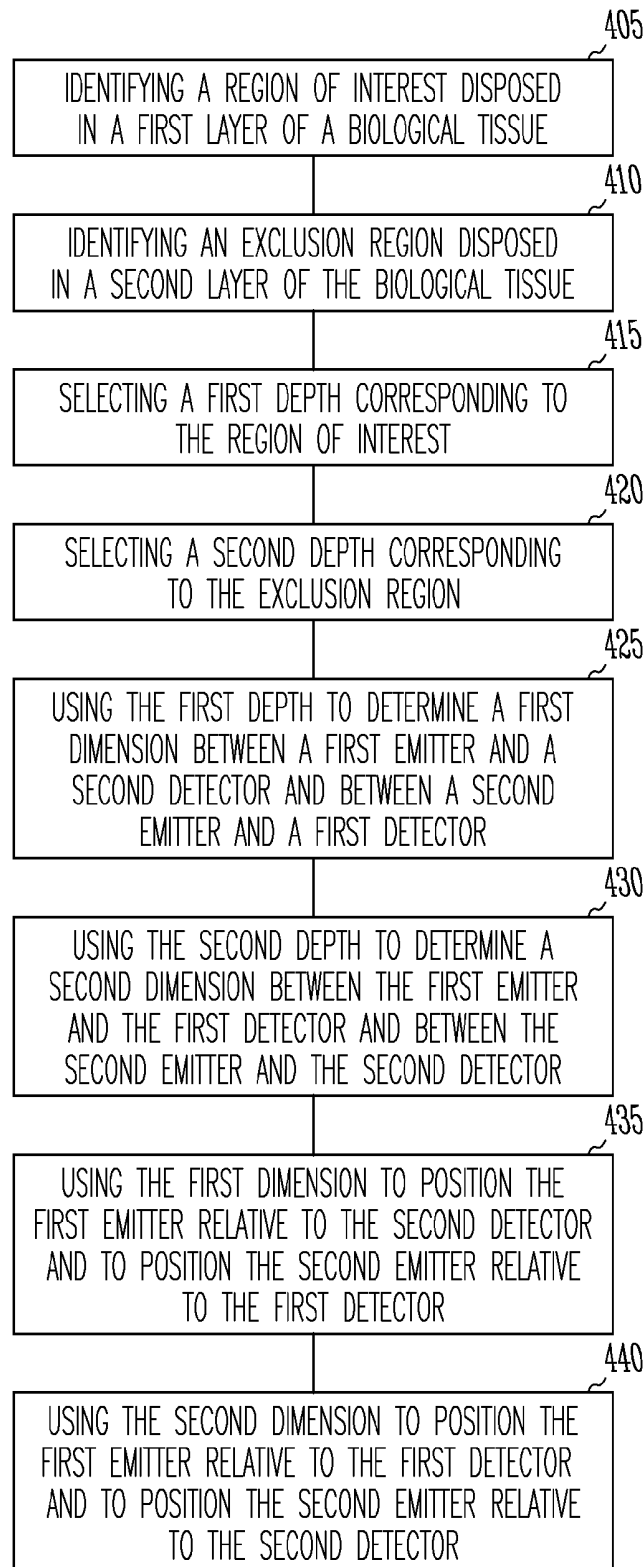 405
IDENTIFYING A REGION OF INTEREST DISPOSED
IN A FIRST LAYER OF A BIOLOGICAL TISSUE
410
IDENTIFYING AN EXCLUSION REGION DISPOSED
IN A SECOND LAYER OF THE BIOLOGICAL TISSUE
415
SELECTING A FIRST DEPTH CORRESPONDING TO
THE REGION OF INTEREST
420
SELECTING A SECOND DEPTH CORRESPONDING
TO THE EXCLUSION REGION
425
USING THE FIRST DEPTH TO DETERMINE A FIRST
DIMENSION BETWEEN A FIRST EMITTER AND A
SECOND DETECTOR AND BETWEEN A SECOND
EMITTER AND A FIRST DETECTOR
430
USING THE SECOND DEPTH TO DETERMINE A
SECOND DIMENSION BETWEEN THE FIRST EMITTER
AND THE FIRST DETECTOR AND BETWEEN THE
SECOND EMITTER AND THE SECOND DETECTOR
435
USING THE FIRST DIMENSION TO POSITION THE
FIRST EMITTER RELATIVE TO THE SECOND DETECTOR
AND TO POSITION THE SECOND EMITTER RELATIVE
TO THE FIRST DETECTOR
440
USING THE SECOND DIMENSION TO POSITION THE
FIRST EMITTER RELATIVE TO THE FIRST DETECTOR
AND TO POSITION THE SECOND EMITTER RELATIVE
TO THE SECOND DETECTOR